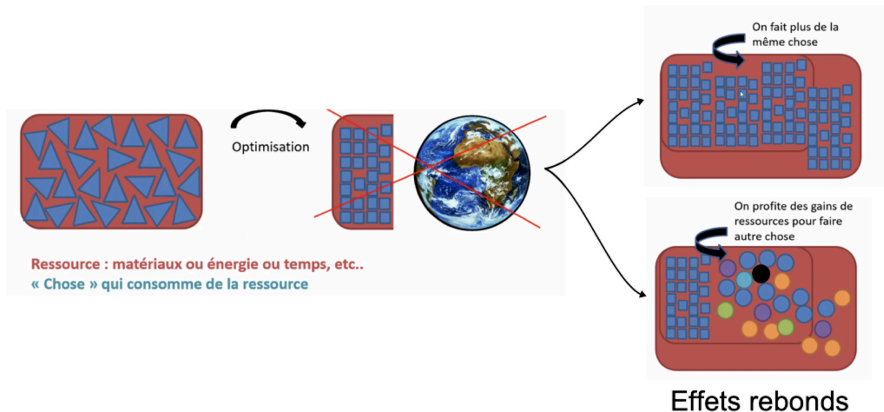 Optimisation
Ressource : matériaux ou énergie ou temps, etc..
« Chose » qui consomme de la ressource
On fait plus de la
même chose
On profite des gains de
ressources pour faire
autre chose
Effets rebonds